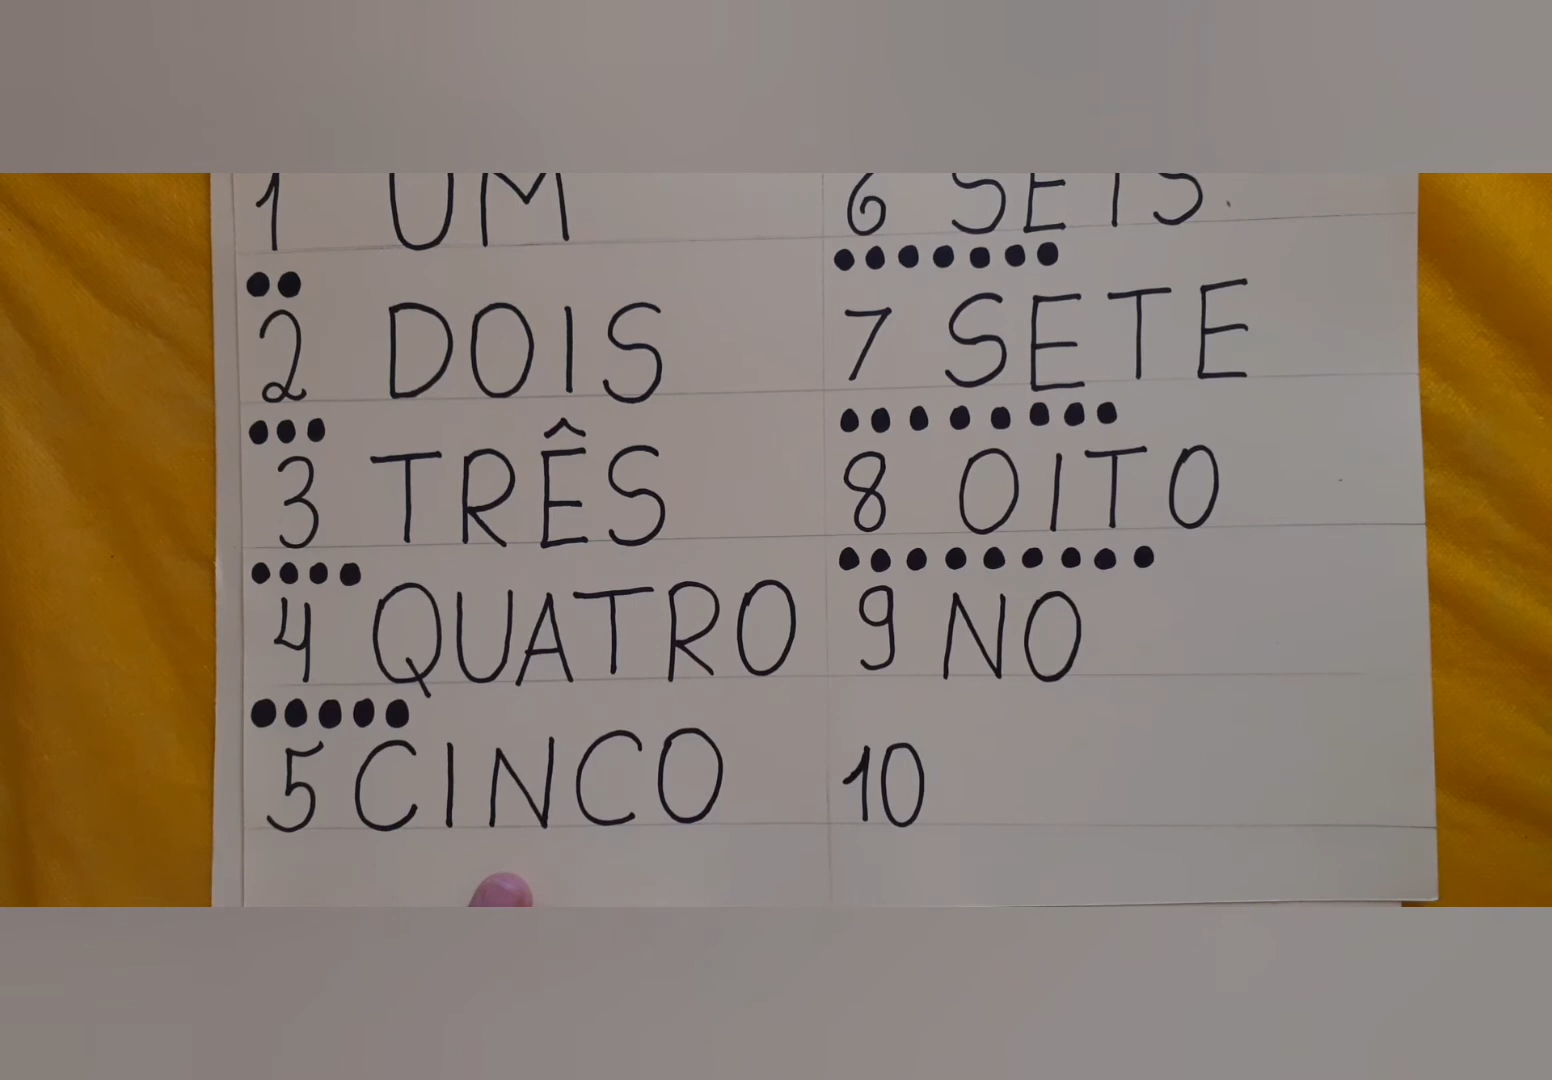 1 UM
2 DOIS
3 TRÊS
4 QUATRO
5 CINCO
6 SEIS.
7 SETE
8 OITO
9 NO
10